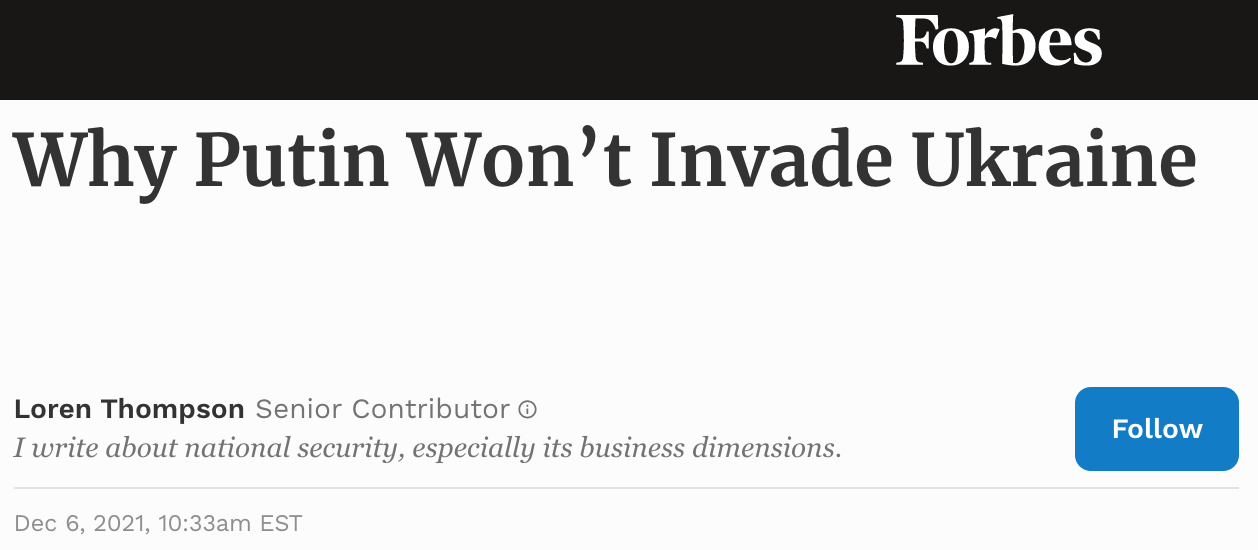 Forbes
Why Putin Won’t Invade Ukraine
Loren Thompson Senior Contributor
I write about national security, especially its business dimensions.
Follow
Dec 6, 2021, 10:33am EST